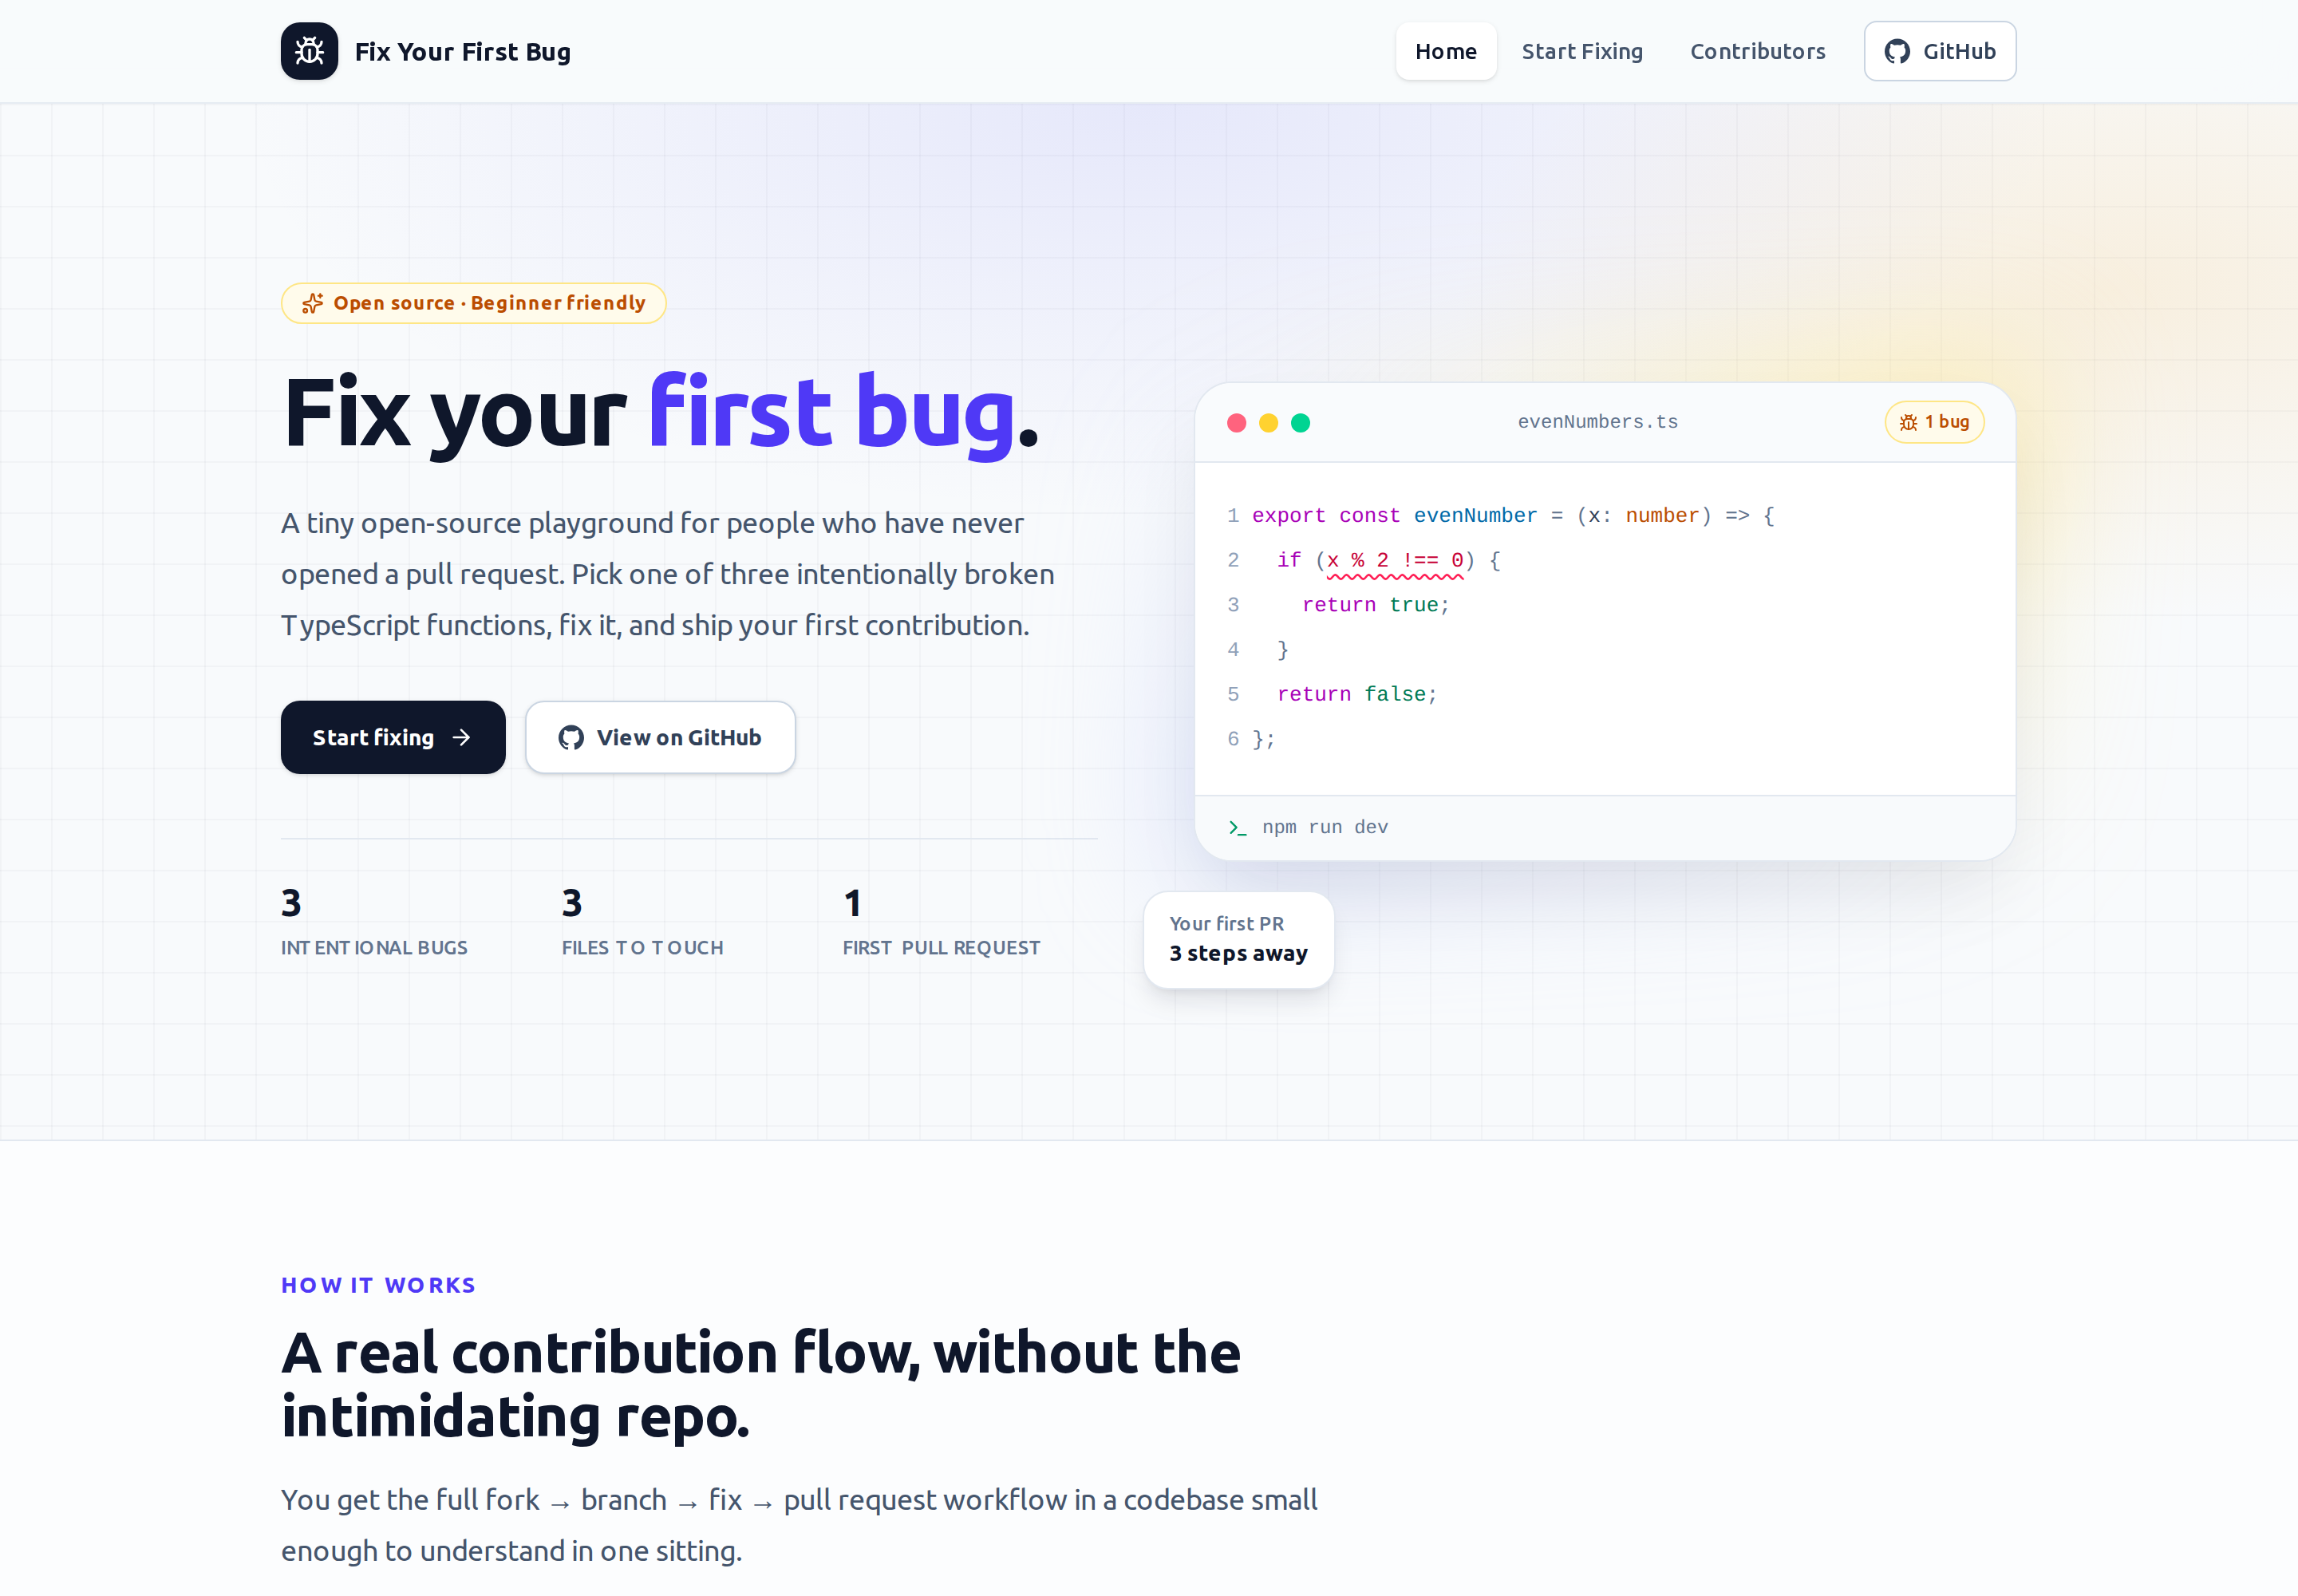 Fix Your First Bug
Home
Start Fixing
Contributors
GitHub
Open source · Beginner friendly
Fix your first bug.
A tiny open-source playground for people who have never
opened a pull request. Pick one of three intentionally broken
TypeScript functions, fix it, and ship your first contribution.
Start fixing →
View on GitHub
3
INTENTIONAL BUGS
3
FILES TO TOUCH
1
FIRST PULL REQUEST
evenNumbers.ts
1 bug
1 export const evenNumber = (x: number) => {
2   if (x % 2 !== 0) {
3     return true;
4   }
5   return false;
6 };
npm run dev
Your first PR
3 steps away
HOW IT WORKS
A real contribution flow, without the
intimidating repo.
You get the full fork → branch → fix → pull request workflow in a codebase small
enough to understand in one sitting.